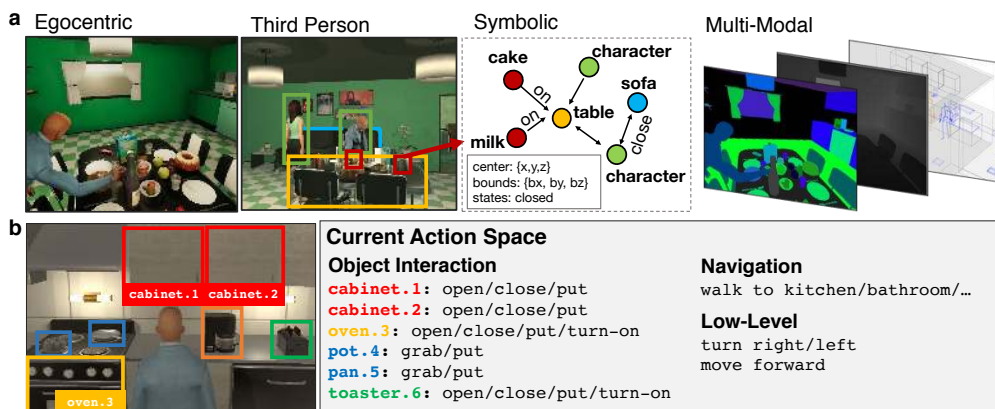 a
Egocentric
Third Person
Symbolic
Multi-Modal
cake
character
on
sofa
on
table
close
milk
character
center: {x,y,z}
bounds: {bx, by, bz}
states: closed
b
cabinet.1
cabinet.2
oven.3
Current Action Space
Object Interaction
cabinet.1: open/close/put
cabinet.2: open/close/put
oven.3: open/close/put/turn-on
pot.4: grab/put
pan.5: grab/put
toaster.6: open/close/put/turn-on
Navigation
walk to kitchen/bathroom/…
Low-Level
turn right/left
move forward